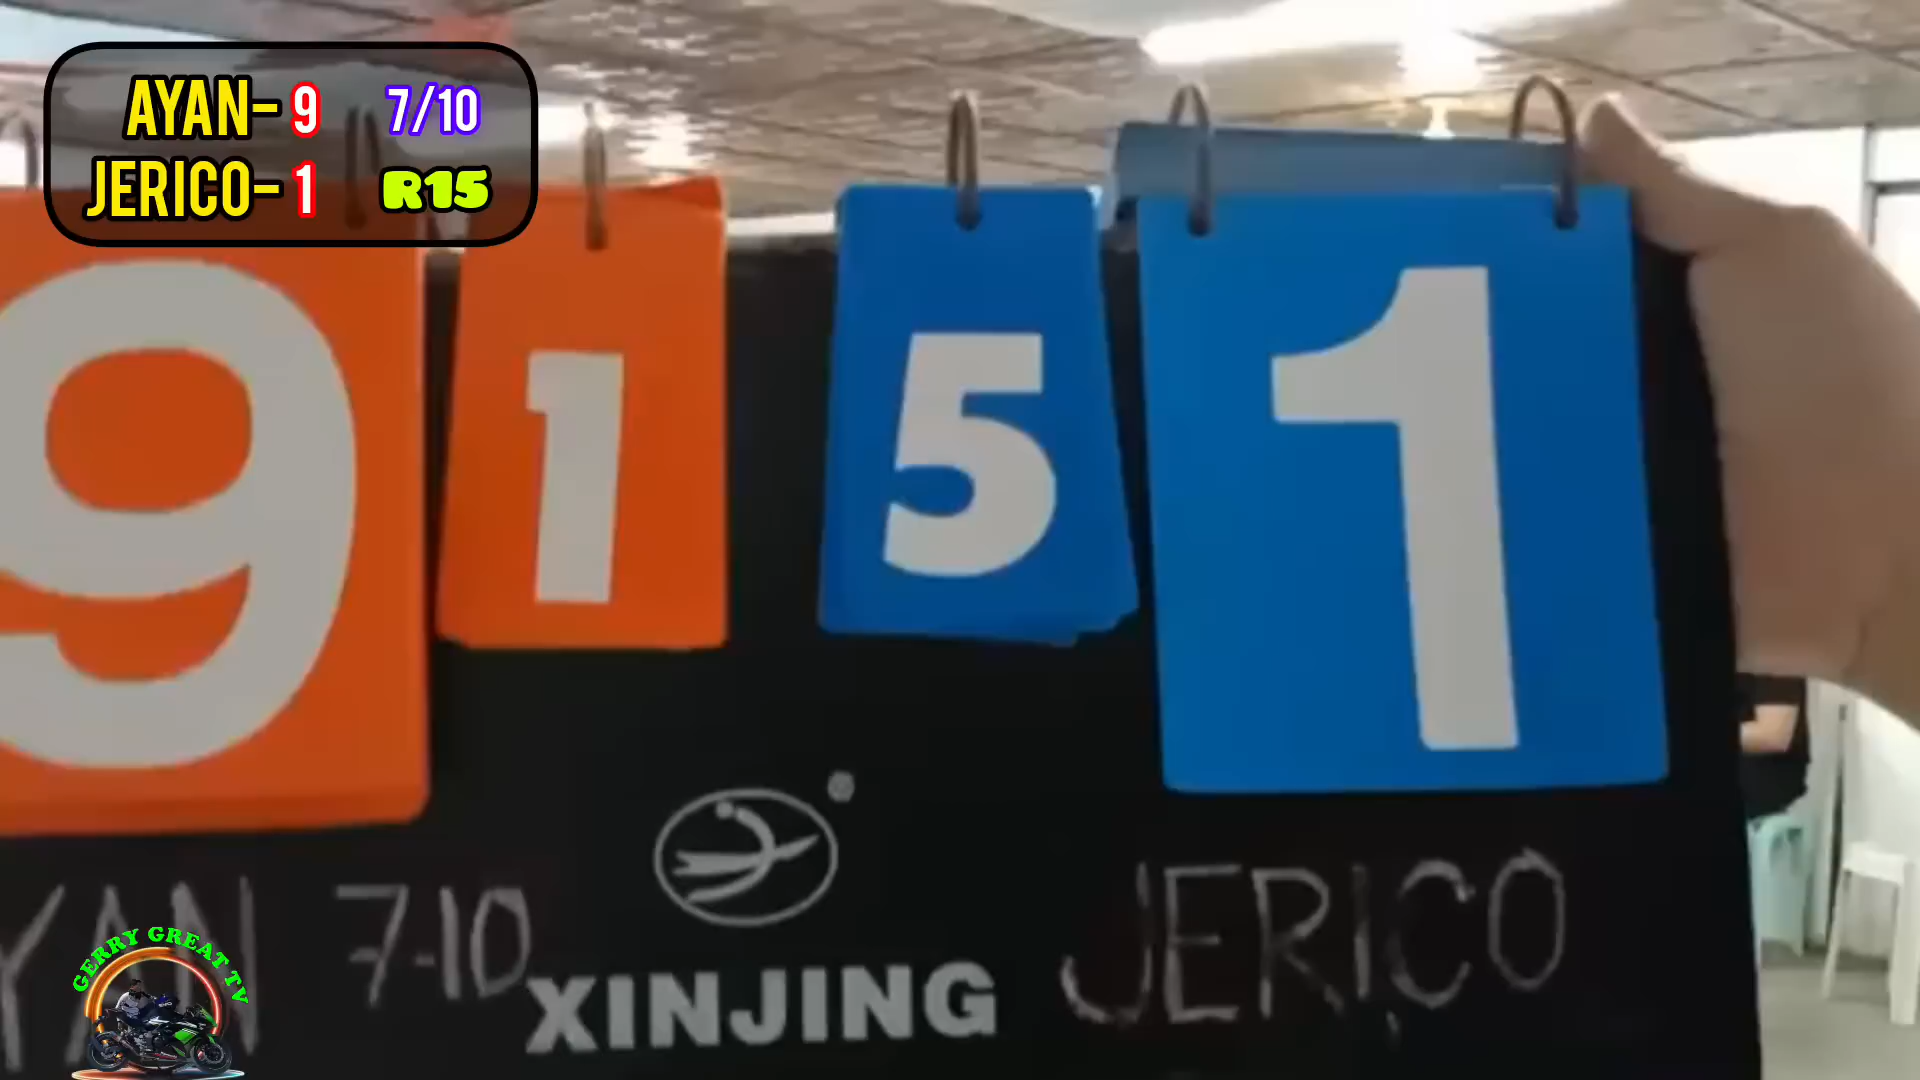 AYAN- 9 7/10
JERICO- 1 R15
9 1 5 1
YAN 7-10 JERICO
XINJING
GERRY GREAT TV